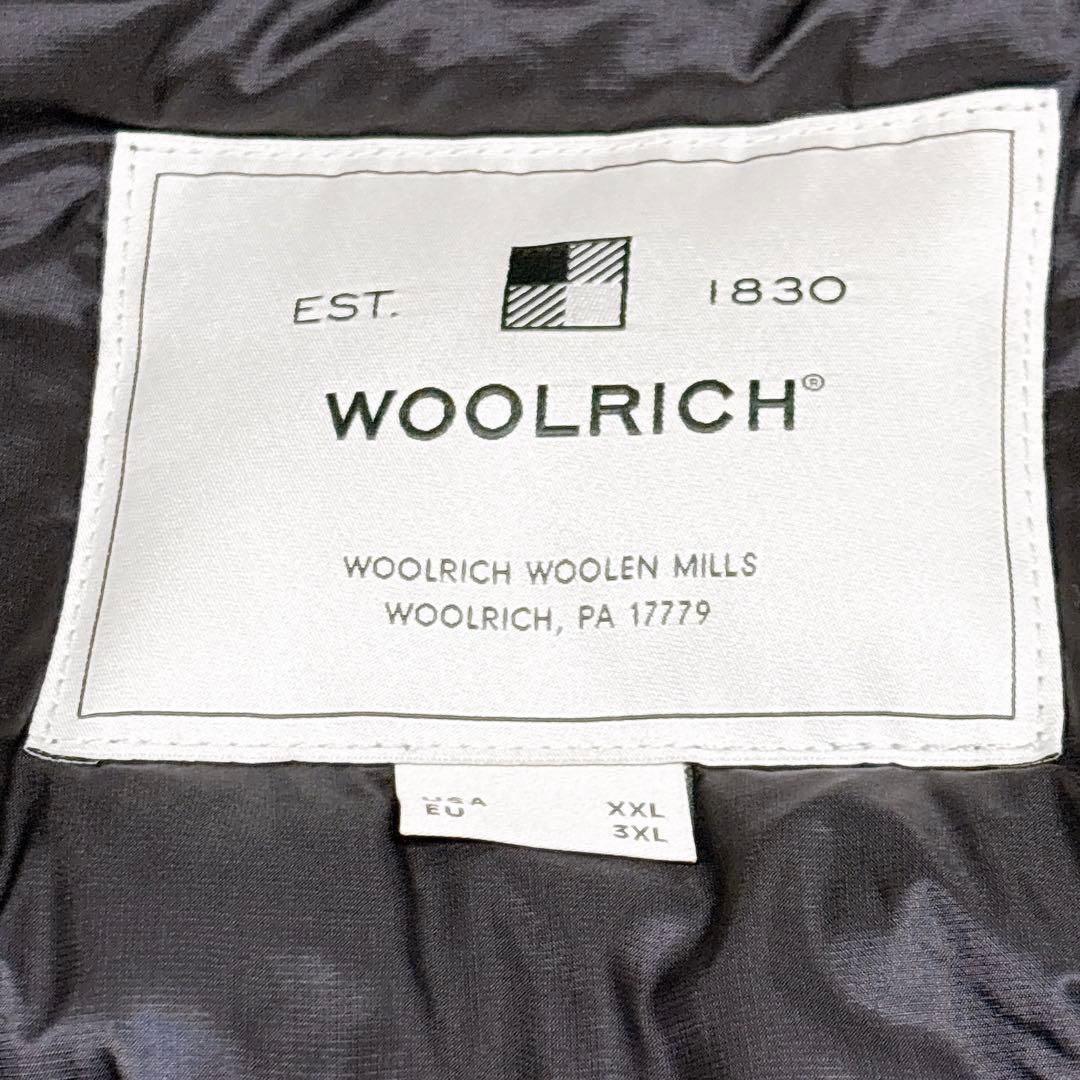 EST. 1830
WOOLRICH®
WOOLRICH WOOLEN MILLS
WOOLRICH, PA 17779
USA XXL
EU 3XL